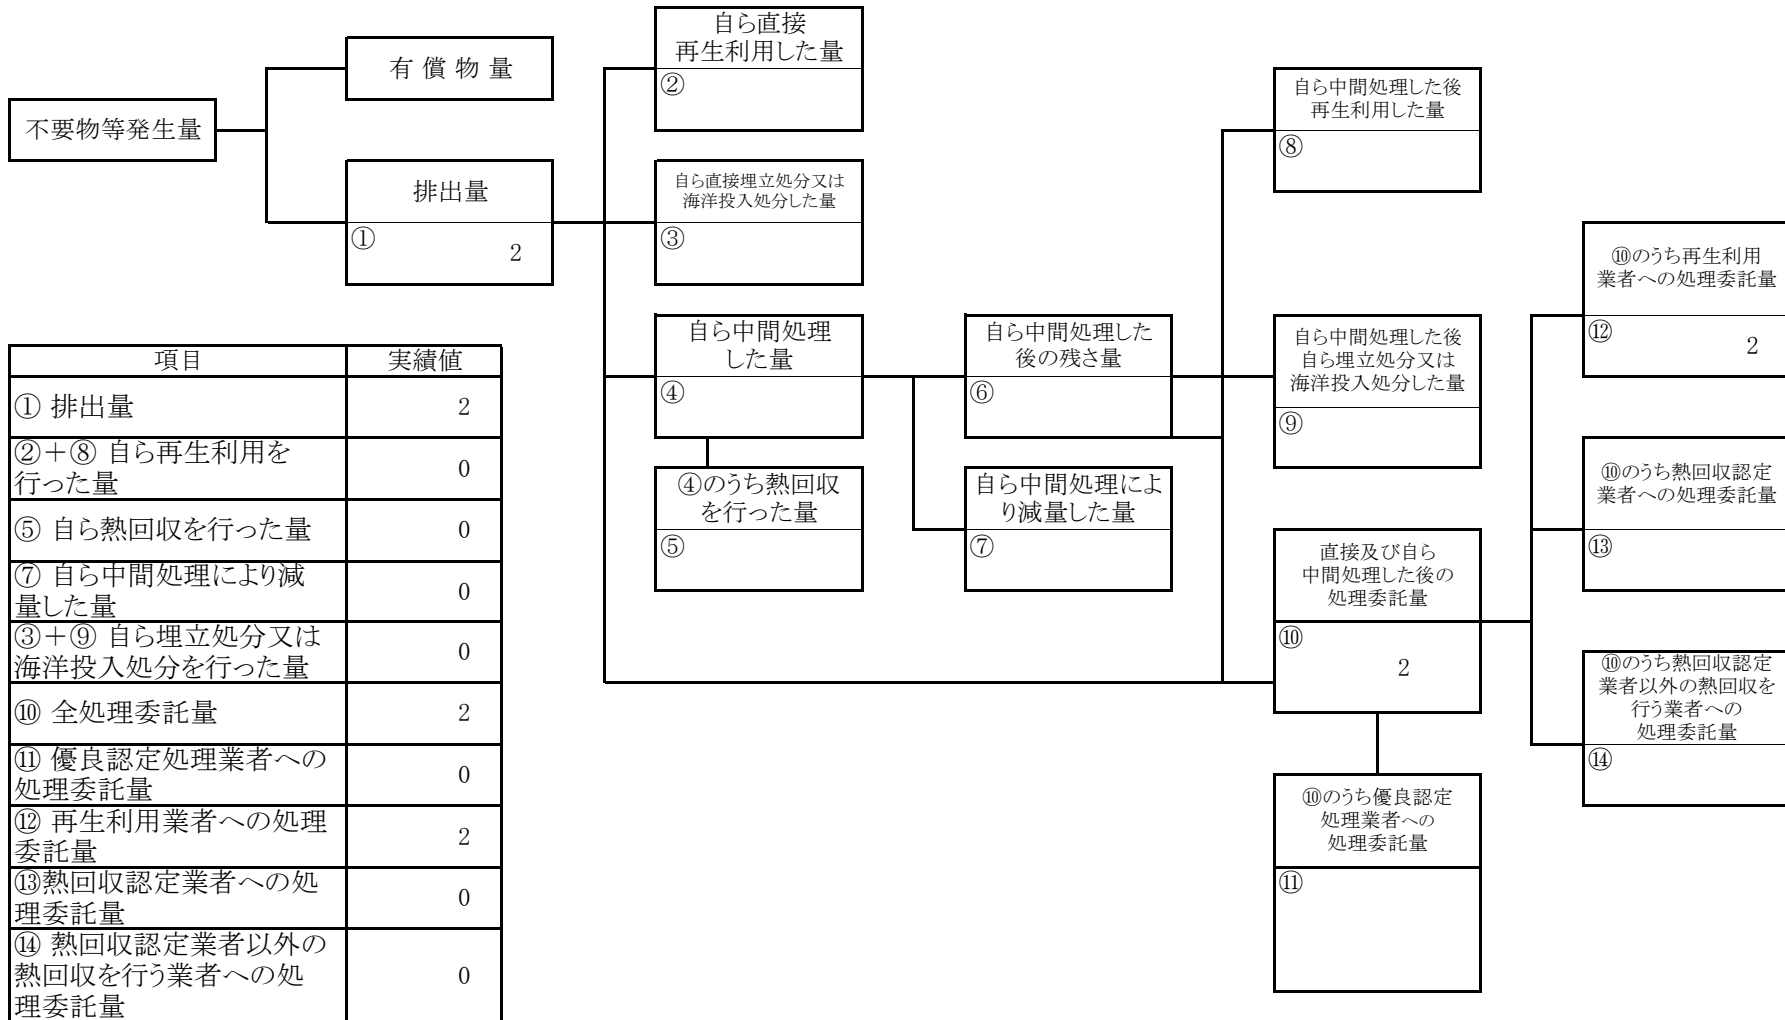 不要物等発生量
有償物量
排出量
①
2
自ら直接
再生利用した量
②
自ら直接埋立処分又は
海洋投入処分した量
③
自ら中間処理
した量
④
④のうち熱回収
を行った量
⑤
自ら中間処理した
後の残さ量
⑥
自ら中間処理によ
り減量した量
⑦
自ら中間処理した後
再生利用した量
⑧
自ら中間処理した後
自ら埋立処分又は
海洋投入処分した量
⑨
直接及び自ら
中間処理した後の
処理委託量
⑩
2
⑩のうち優良認定
処理業者への
処理委託量
⑪
⑩のうち再生利用
業者への処理委託量
⑫
2
⑩のうち熱回収認定
業者への処理委託量
⑬
⑩のうち熱回収認定
業者以外の熱回収を
行う業者への
処理委託量
⑭
項目 実績値
① 排出量 2
②+⑧ 自ら再生利用を
行った量 0
⑤ 自ら熱回収を行った量 0
⑦ 自ら中間処理により減
量した量 0
③+⑨ 自ら埋立処分又は
海洋投入処分を行った量 0
⑩ 全処理委託量 2
⑪ 優良認定処理業者への
処理委託量 0
⑫ 再生利用業者への処理
委託量 2
⑬熱回収認定業者への処
理委託量 0
⑭ 熱回収認定業者以外の
熱回収を行う業者への処
理委託量 0